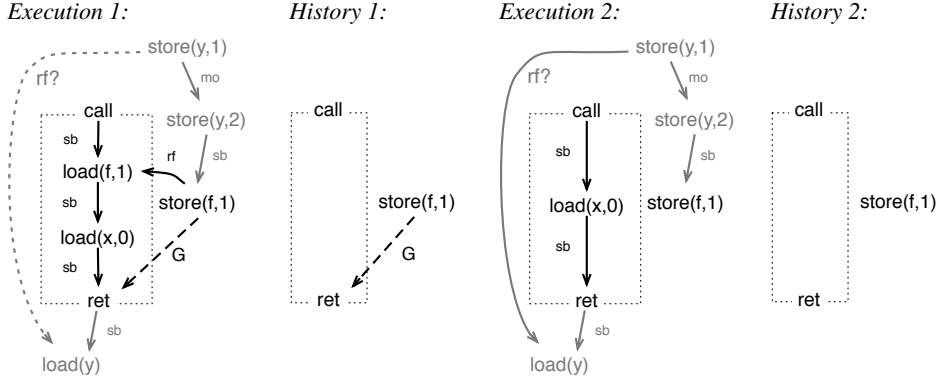 Execution 1: History 1: Execution 2: History 2:
store(y,1) store(y,1)
rf? mo rf? mo
call call call call
store(y,2) store(y,2)
sb rf sb sb sb
load(f,1)
store(f,1) store(f,1) load(x,0) store(f,1) store(f,1)
sb
load(x,0)
sb G G sb
ret ret ret ret
sb sb
load(y) load(y)